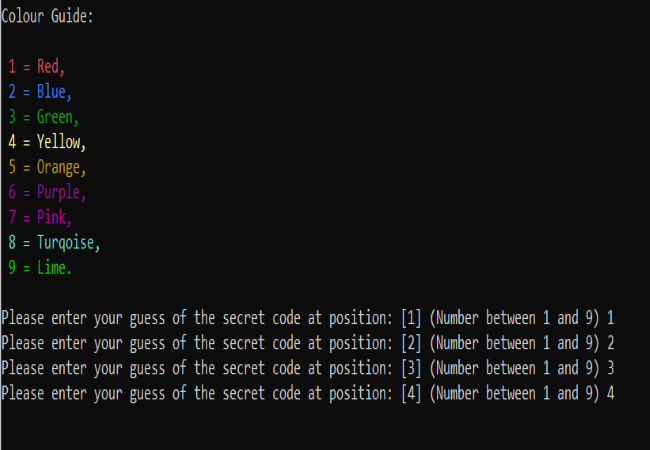 Colour Guide:
1 = Red,
2 = Blue,
3 = Green,
4 = Yellow,
5 = Orange,
6 = Purple,
7 = Pink,
8 = Turqoise,
9 = Lime.
Please enter your guess of the secret code at position: [1] (Number between 1 and 9) 1
Please enter your guess of the secret code at position: [2] (Number between 1 and 9) 2
Please enter your guess of the secret code at position: [3] (Number between 1 and 9) 3
Please enter your guess of the secret code at position: [4] (Number between 1 and 9) 4